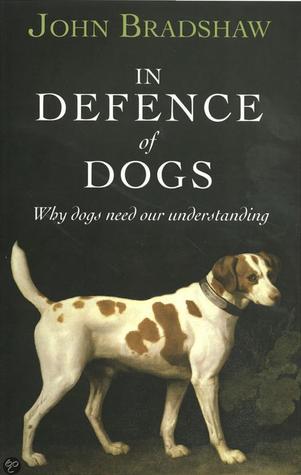 JOHN BRADSHAW
IN
DEFENCE
of
DOGS
Why dogs need our understanding